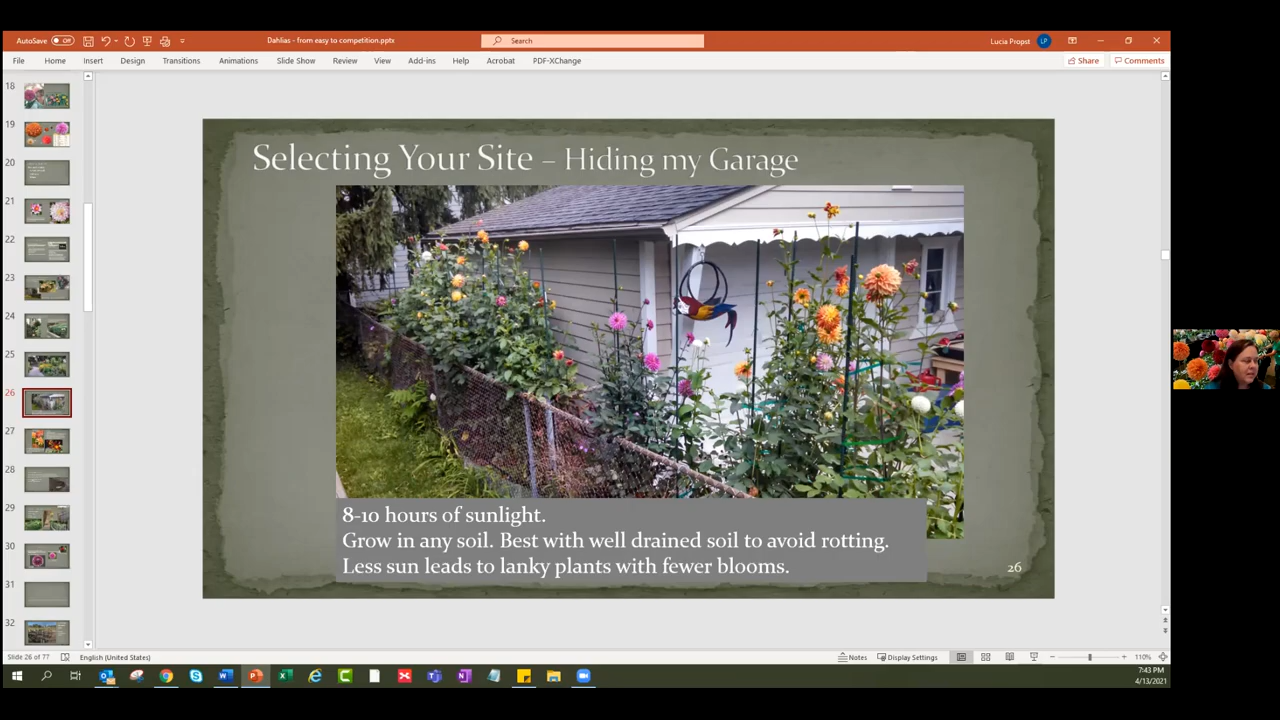 AutoSave
Off
Dahlias - from easy to competition.pptx
Search
Lucia Propst
LP
File
Home
Insert
Design
Transitions
Animations
Slide Show
Review
View
Add-ins
Help
Acrobat
PDF-XChange
Share
Comments
18
19
20
21
22
23
24
25
26
27
28
29
30
31
32
Selecting Your Site – Hiding my Garage
8-10 hours of sunlight.
Grow in any soil. Best with well drained soil to avoid rotting.
Less sun leads to lanky plants with fewer blooms.
26
Slide 26 of 77
English (United States)
Notes
Display Settings
110%
7:43 PM
4/13/2021